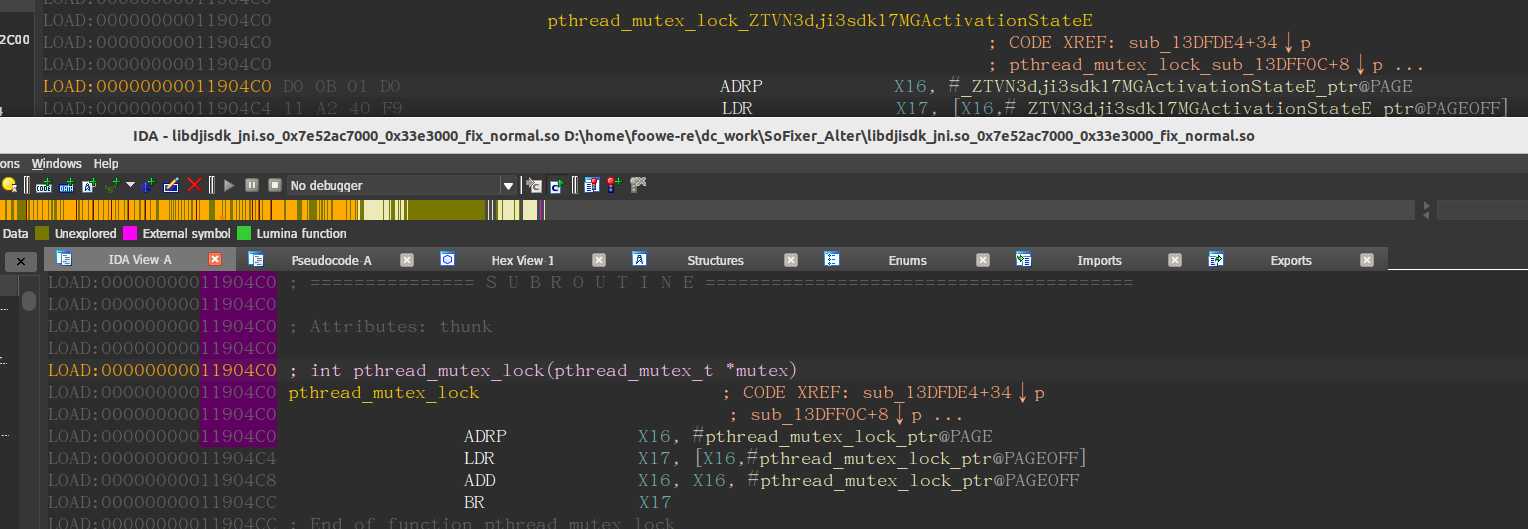 LOAD:00000000011904C0
LOAD:00000000011904C0 pthread_mutex_lock_ZTVN3dji3sdk17MGActivationStateE
2C00
LOAD:00000000011904C0 ; CODE XREF: sub_13DFDE4+34↓p
LOAD:00000000011904C0 ; pthread_mutex_lock_sub_13DFF0C+8↓p ...
LOAD:00000000011904C0 D0 0B 01 D0 ADRP X16, #_ZTVN3dji3sdk17MGActivationStateE_ptr@PAGE
LOAD:00000000011904C4 11 A2 40 F9 LDR X17, [X16,#_ZTVN3dji3sdk17MGActivationStateE_ptr@PAGEOFF]
IDA - libdjisdk_jni.so_0x7e52ac7000_0x33e3000_fix_normal.so D:\home\foowe-re\dc_work\SoFixer_Alter\libdjisdk_jni.so_0x7e52ac7000_0x33e3000_fix_normal.so
ons Windows Help
No debugger
Data Unexplored External symbol Lumina function
IDA View-A Pseudocode-A Hex View-1 Structures Enums Imports Exports
LOAD:00000000011904C0 ; =============== S U B R O U T I N E =======================================
LOAD:00000000011904C0
LOAD:00000000011904C0 ; Attributes: thunk
LOAD:00000000011904C0
LOAD:00000000011904C0 ; int pthread_mutex_lock(pthread_mutex_t *mutex)
LOAD:00000000011904C0 pthread_mutex_lock ; CODE XREF: sub_13DFDE4+34↓p
LOAD:00000000011904C0 ; sub_13DFF0C+8↓p ...
LOAD:00000000011904C0 ADRP X16, #pthread_mutex_lock_ptr@PAGE
LOAD:00000000011904C4 LDR X17, [X16,#pthread_mutex_lock_ptr@PAGEOFF]
LOAD:00000000011904C8 ADD X16, X16, #pthread_mutex_lock_ptr@PAGEOFF
LOAD:00000000011904CC BR X17
LOAD:00000000011904CC ; End of function pthread_mutex_lock